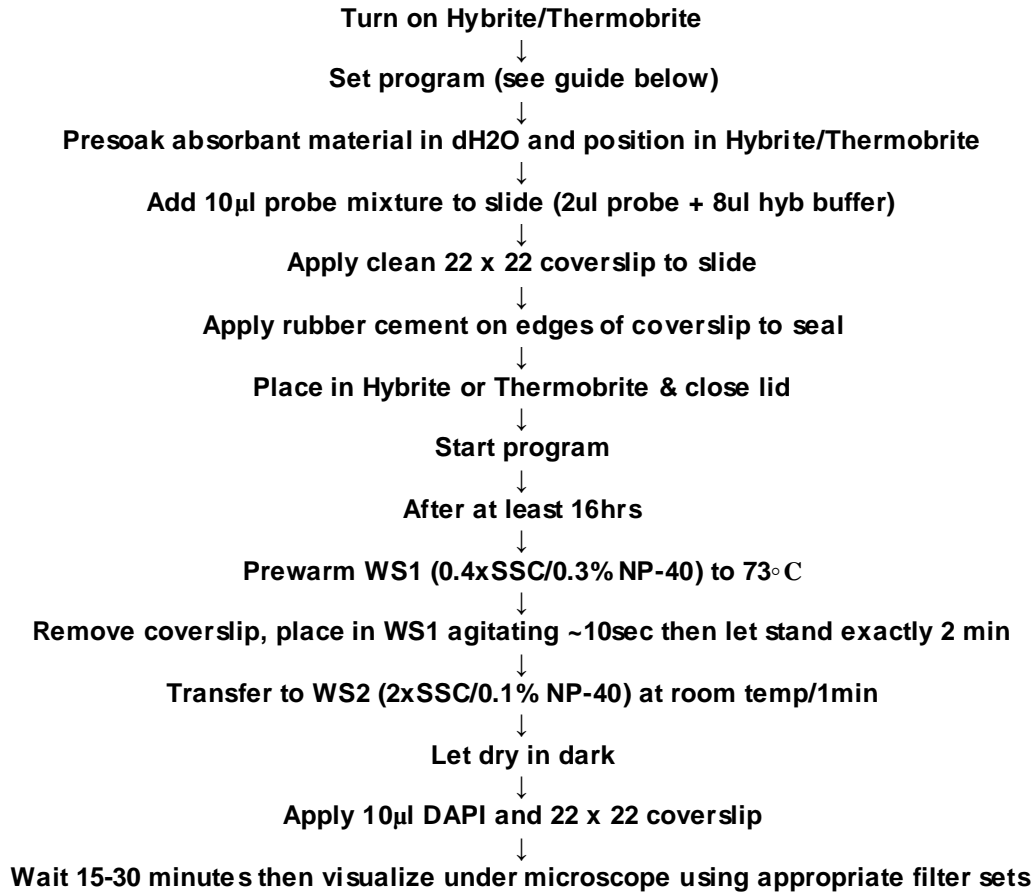 Turn on Hybrite/Thermobrite
↓
Set program (see guide below)
↓
Presoak absorbant material in dH2O and position in Hybrite/Thermobrite
↓
Add 10μl probe mixture to slide (2ul probe + 8ul hyb buffer)
↓
Apply clean 22 x 22 coverslip to slide
↓
Apply rubber cement on edges of coverslip to seal
↓
Place in Hybrite or Thermobrite & close lid
↓
Start program
↓
After at least 16hrs
↓
Prewarm WS1 (0.4xSSC/0.3% NP-40) to 73◦C
↓
Remove coverslip, place in WS1 agitating ~10sec then let stand exactly 2 min
↓
Transfer to WS2 (2xSSC/0.1% NP-40) at room temp/1min
↓
Let dry in dark
↓
Apply 10μl DAPI and 22 x 22 coverslip
↓
Wait 15-30 minutes then visualize under microscope using appropriate filter sets